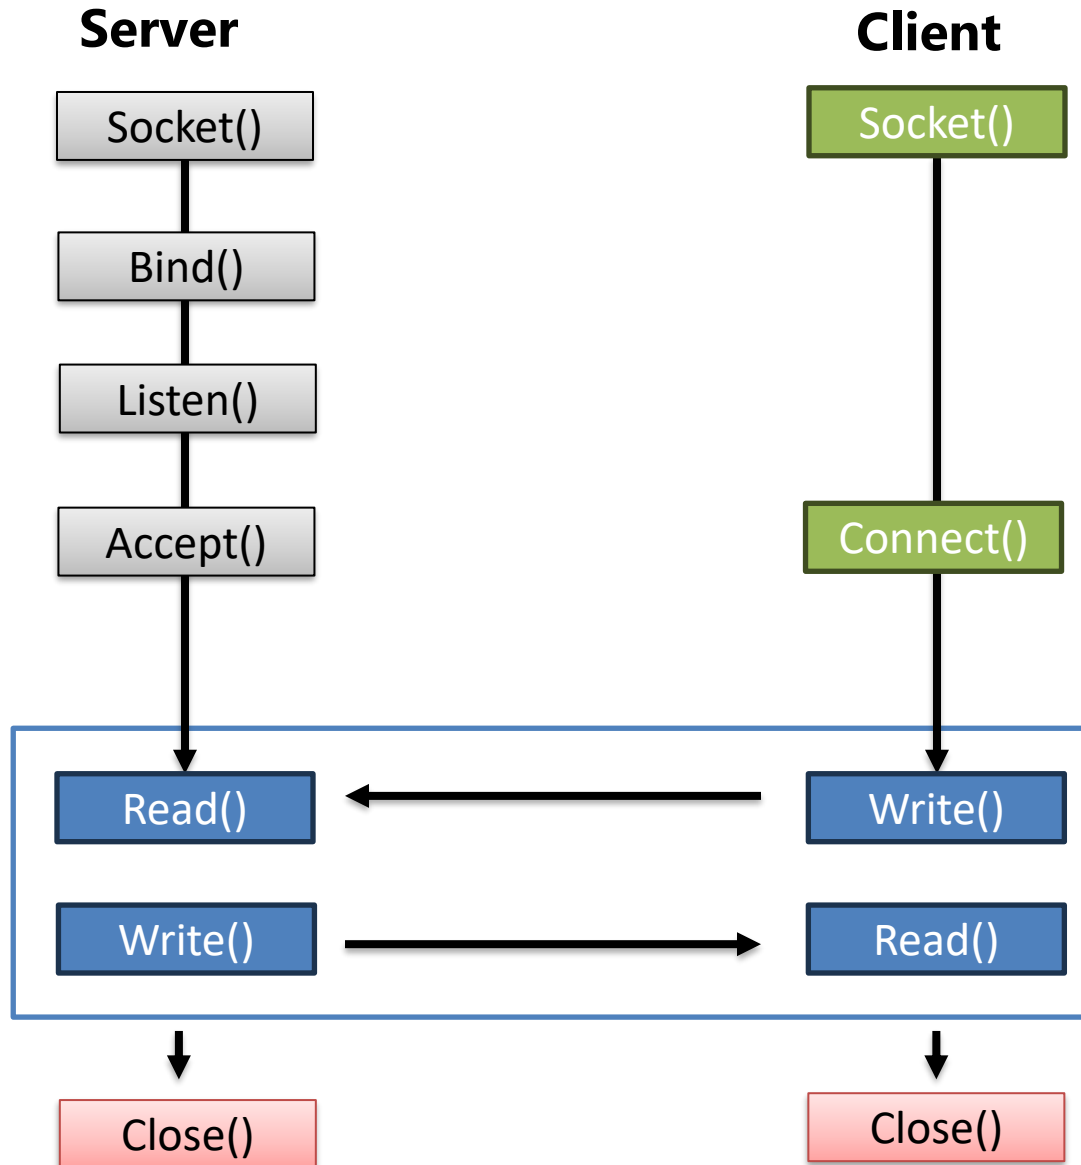 Server
Client
Socket()
Socket()
Bind()
Listen()
Accept()
Connect()
Read()
Write()
Write()
Read()
Close()
Close()